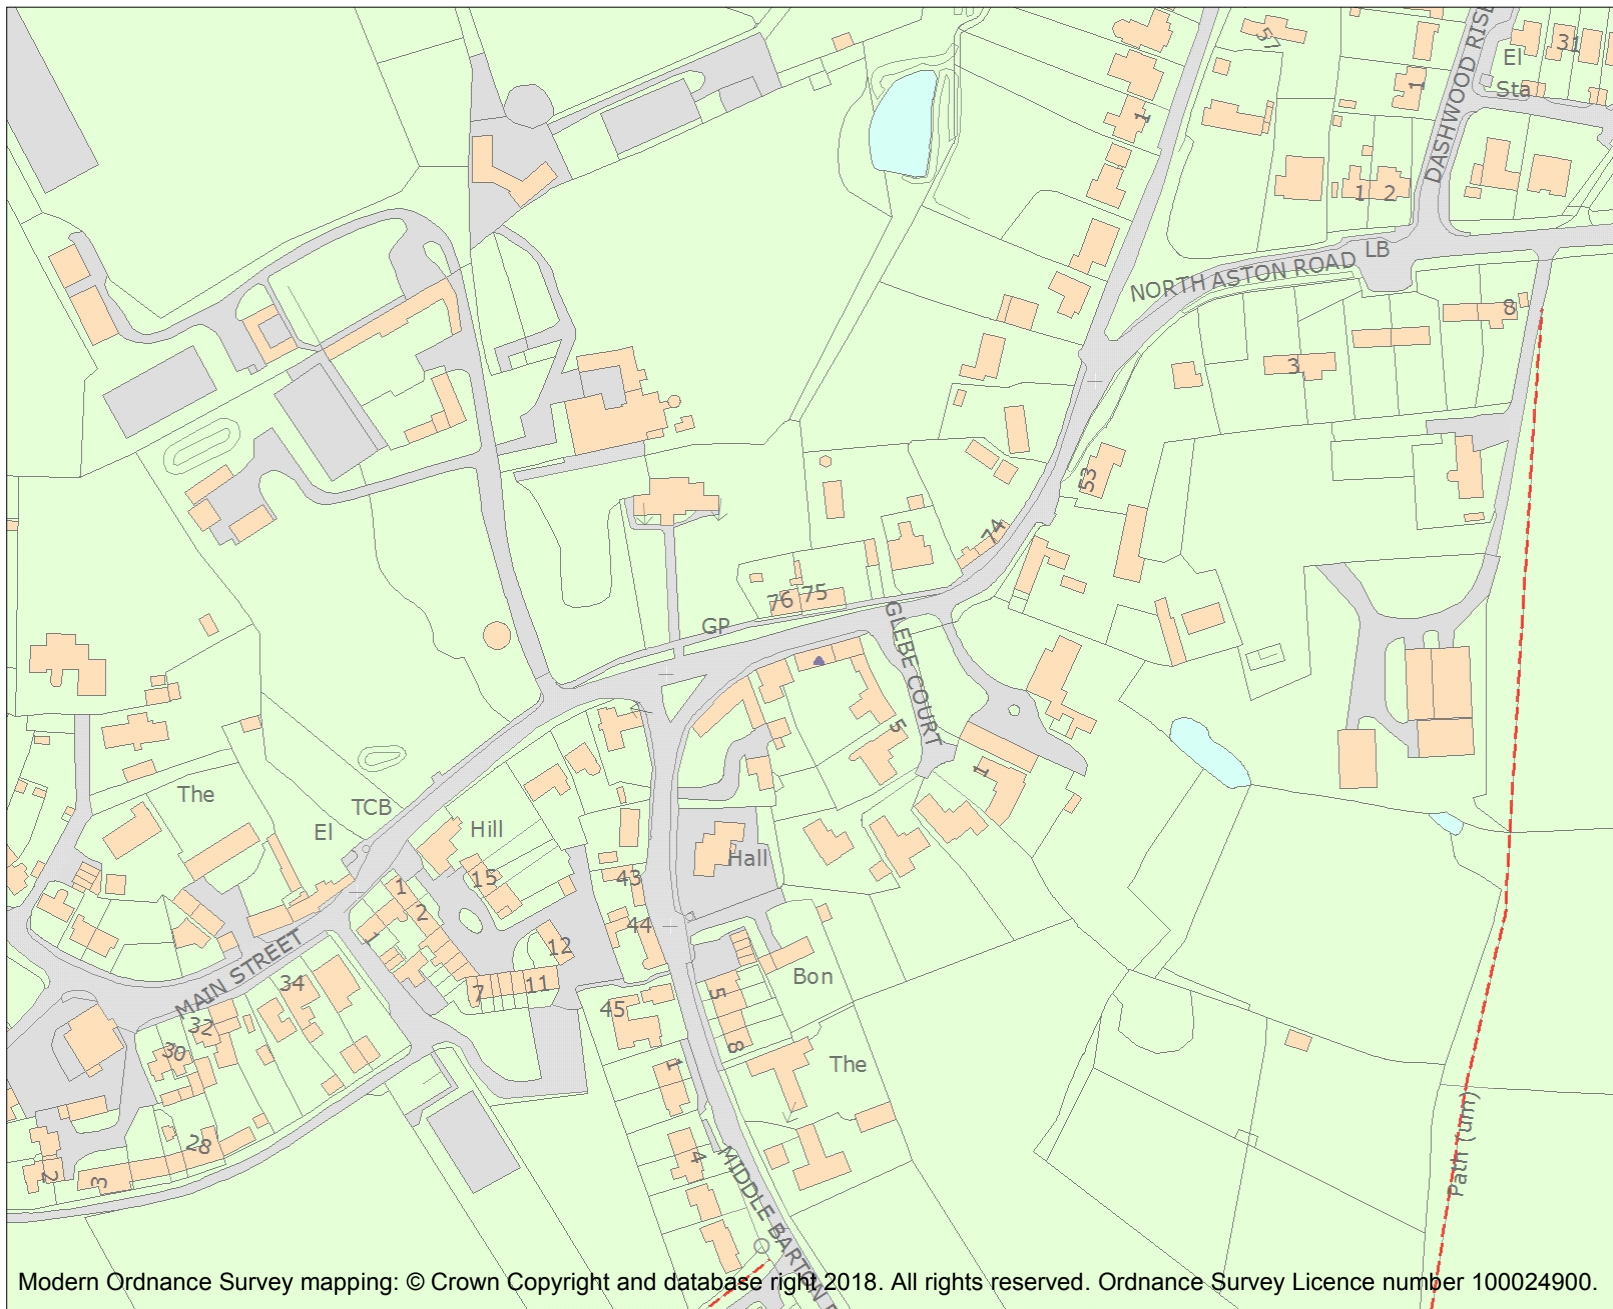 57
31
El
Sta
1
1
DASHWOOD RISE
1 2
LB
NORTH ASTON ROAD
8
3
53
74
76 75
GP
GLEBE COURT
5
1
The
TCB
El
Hill
Hall
15
43
1
2
44
1
12
MAIN STREET
34
7
11
5
Bon
45
32
30
8
1
The
28
4
2
3
Path (um)
MIDDLE BARTON R
Modern Ordnance Survey mapping: © Crown Copyright and database right 2018. All rights reserved. Ordnance Survey Licence number 100024900.